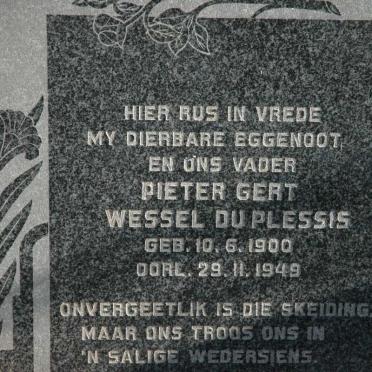 HIER RUS IN VREDE
MY DIERBARE EGGENOOT,
EN ONS VADER
PIETER GERT
WESSEL DU PLESSIS
GEB. 10. 6. 1900
OORL. 29. 11. 1949
ONVERGEETLIK IS DIE SKEIDING,
MAAR ONS TROOS ONS IN
'N SALIGE WEDERSIENS.